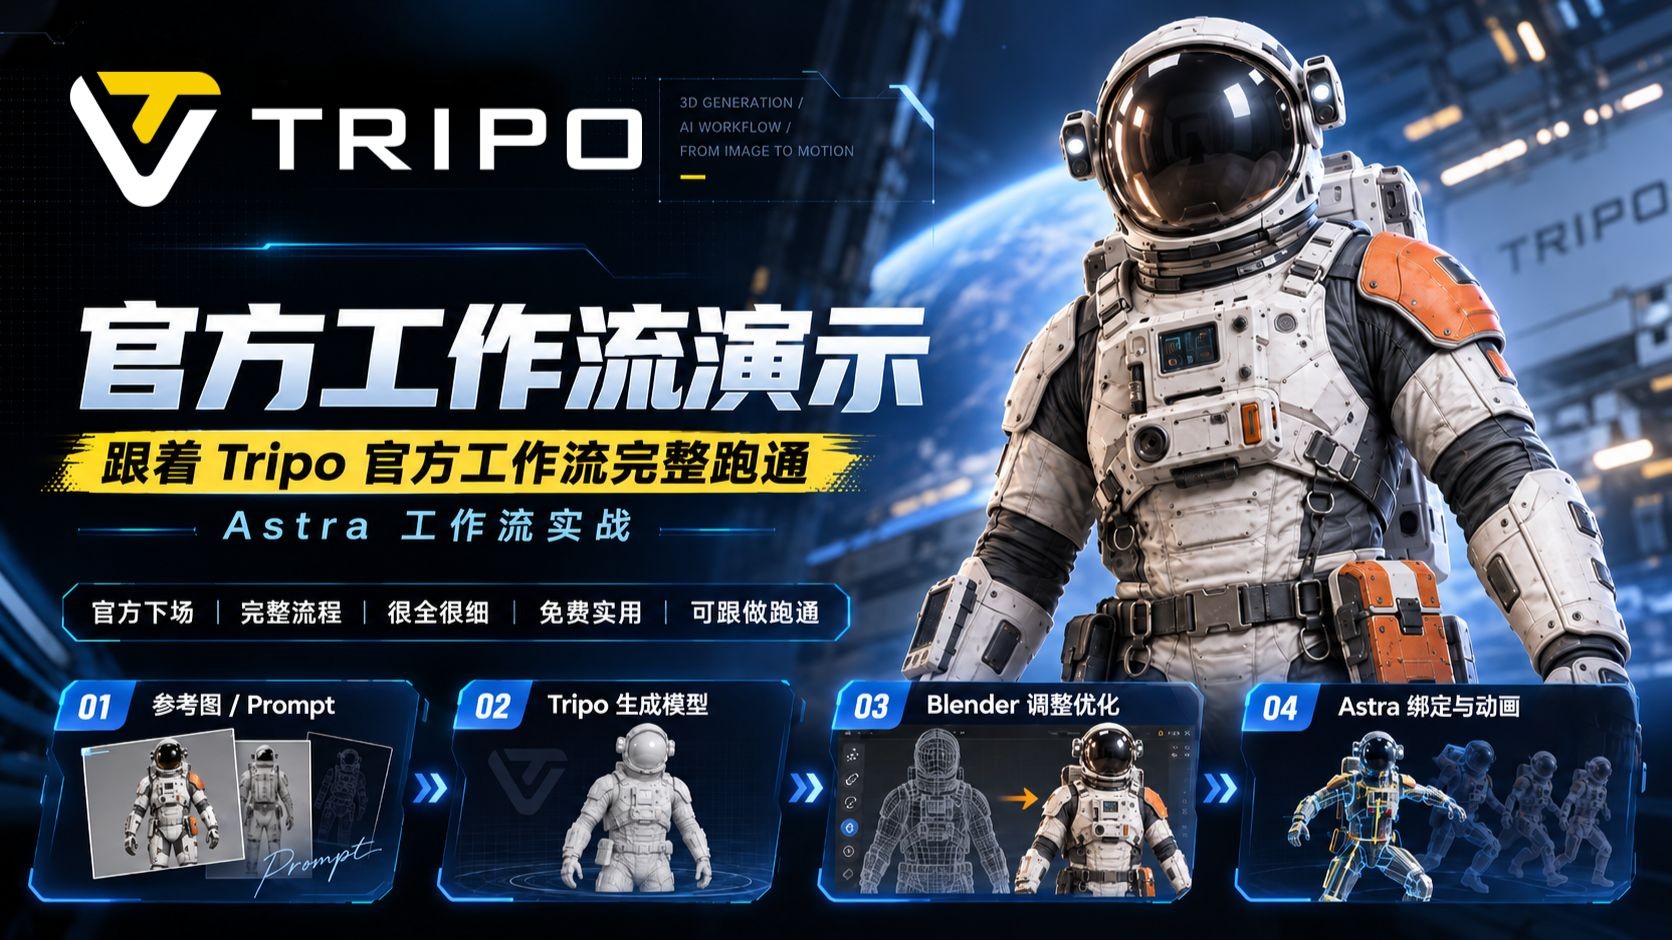 TRIPO
3D GENERATION /
AI WORKFLOW /
FROM IMAGE TO MOTION
TRIPO
官方工作流演示
跟着 Tripo 官方工作流完整跑通
Astra 工作流实战
官方下场 | 完整流程 | 很全很细 | 免费实用 | 可跟做跑通
01 参考图 / Prompt
Prompt
02 Tripo 生成模型
03 Blender 调整优化
04 Astra 绑定与动画